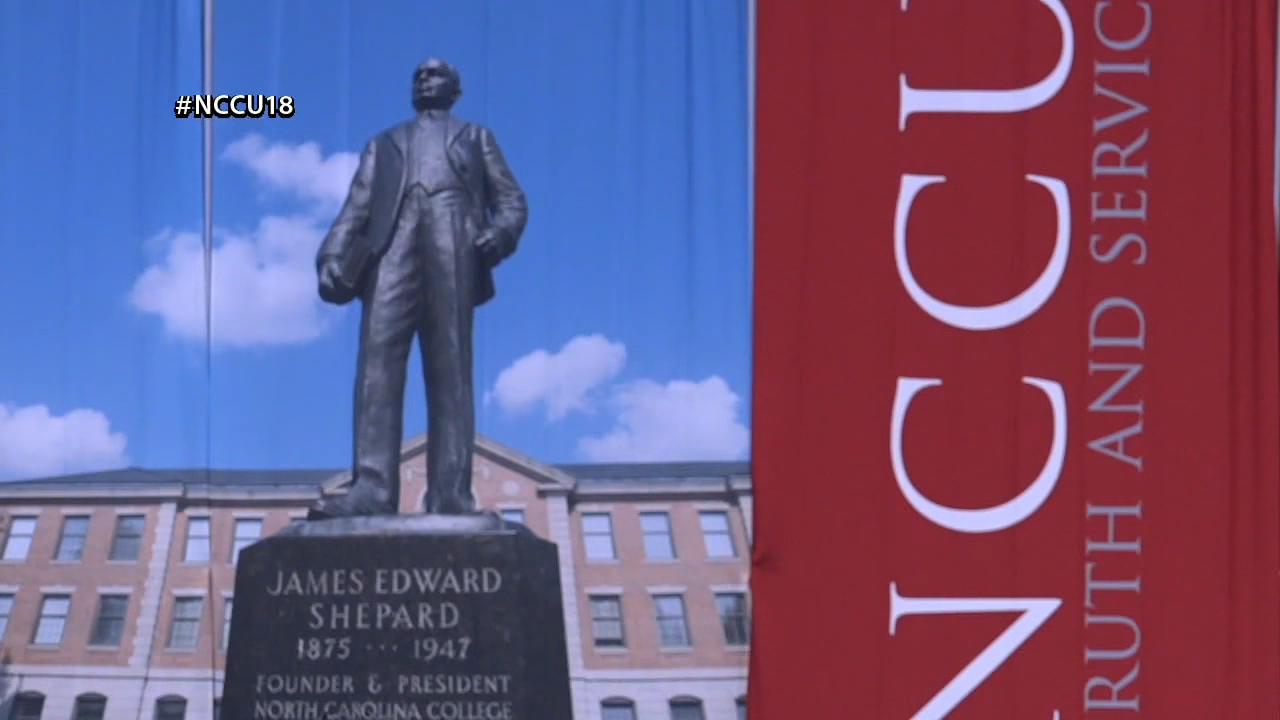 #NCCU18
JAMES EDWARD
SHEPARD
1875 ··· 1947
FOUNDER & PRESIDENT
NORTH CAROLINA COLLEGE
NCCU
RUTH AND SERVIC